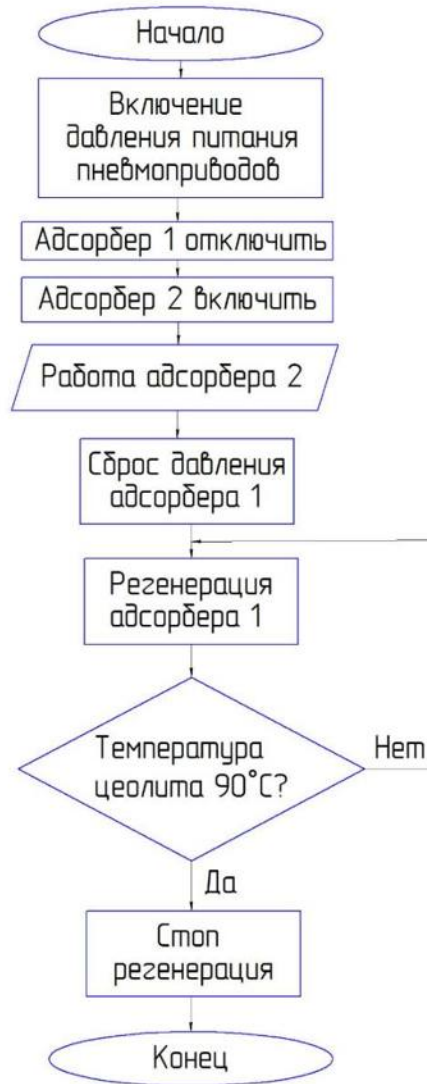 Начало
Включение
давления питания
пневмоприводов
Адсорбер 1 отключить
Адсорбер 2 включить
Работа адсорбера 2
Сброс давления
адсорбера 1
Регенерация
адсорбера 1
Температура
цеолита 90°С?
Нет
Да
Стоп
регенерация
Конец